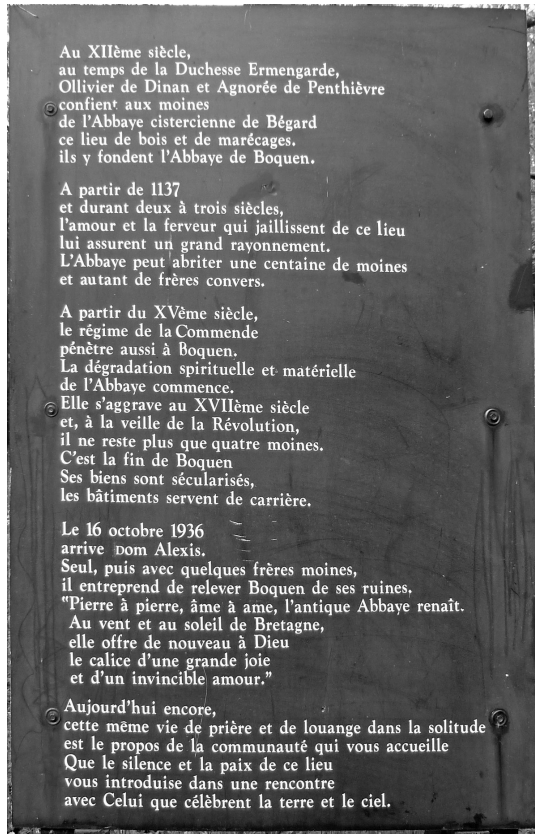 Au XIIème siècle,
au temps de la Duchesse Ermengarde,
Ollivier de Dinan et Agnorée de Penthièvre
confient aux moines
de l'Abbaye cistercienne de Bégard
ce lieu de bois et de marécages.
ils y fondent l'Abbaye de Boquen.
A partir de 1137
et durant deux à trois siècles,
l'amour et la ferveur qui jaillissent de ce lieu
lui assurent un grand rayonnement.
L'Abbaye peut abriter une centaine de moines
et autant de frères convers.
A partir du XVème siècle,
le régime de la Commende
pénètre aussi à Boquen.
La dégradation spirituelle et matérielle
de l'Abbaye commence.
Elle s'aggrave au XVIIème siècle
et, à la veille de la Révolution,
il ne reste plus que quatre moines.
C'est la fin de Boquen
Ses biens sont sécularisés,
les bâtiments servent de carrière.
Le 16 octobre 1936
arrive DOM Alexis.
Seul, puis avec quelques frères moines,
il entreprend de relever Boquen de ses ruines.
"Pierre à pierre, âme à ame, l'antique Abbaye renaît.
Au vent et au soleil de Bretagne,
elle offre de nouveau à Dieu
le calice d'une grande joie
et d'un invincible amour."
Aujourd'hui encore,
cette même vie de prière et de louange dans la solitude
est le propos de la communauté qui vous accueille
Que le silence et la paix de ce lieu
vous introduise dans une rencontre
avec Celui que célèbrent la terre et le ciel.